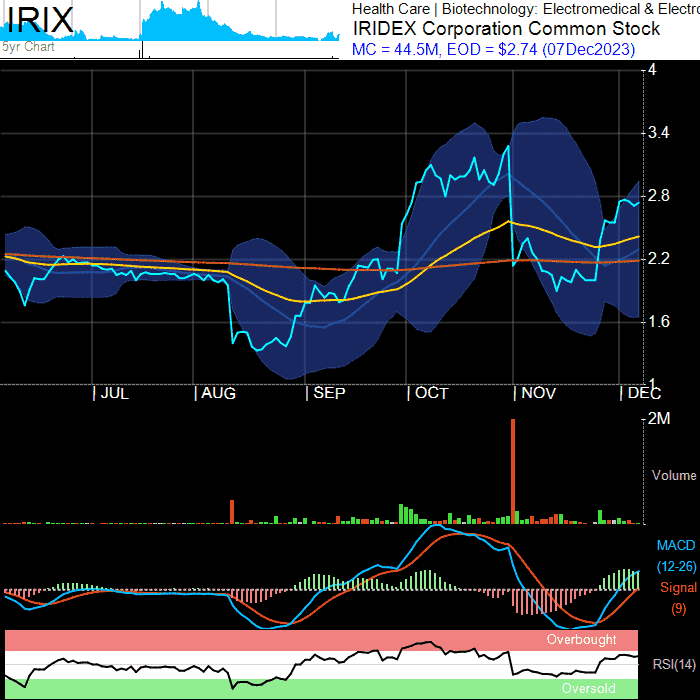 IRIX
5yr Chart
Health Care | Biotechnology: Electromedical & Electro
IRIDEX Corporation Common Stock
MC = 44.5M, EOD = $2.74 (07Dec2023)
4
3.4
2.8
2.2
1.6
1
JUL
AUG
SEP
OCT
NOV
DEC
2M
Volume
MACD
(12-26)
Signal
(9)
Overbought
RSI(14)
Oversold